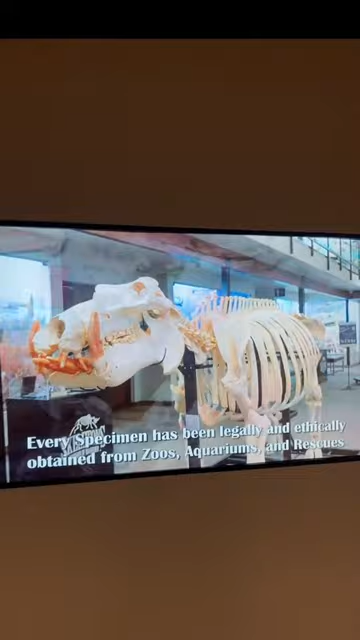 Every Specimen has been legally and ethically
obtained from Zoos, Aquariums, and Rescues